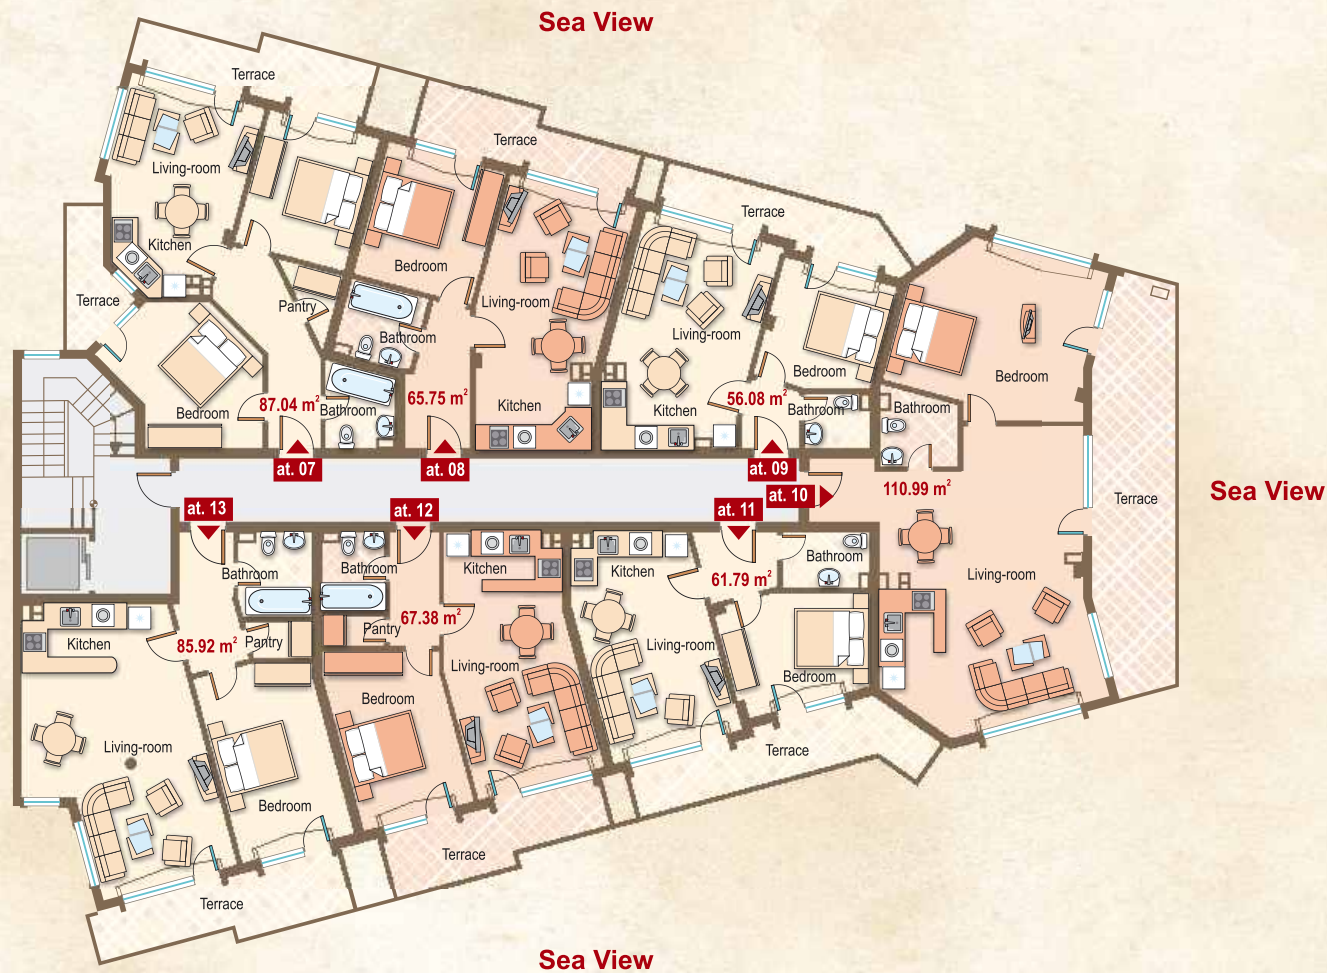 Sea View
Terrace
Living-room
Kitchen
Terrace
Pantry
Bedroom
87.04 m²
Bathroom
at. 07
Terrace
Bedroom
Living-room
Bathroom
65.75 m²
Kitchen
at. 08
Terrace
Living-room
Bedroom
Kitchen
56.08 m²
Bathroom
at. 09
Bedroom
Bathroom
at. 10
110.99 m²
Terrace
Living-room
Sea View
at. 13
Bathroom
Kitchen
85.92 m²
Pantry
Living-room
Bedroom
Terrace
at. 12
Bathroom
Kitchen
67.38 m²
Pantry
Living-room
Bedroom
Terrace
at. 11
Kitchen
61.79 m²
Bathroom
Living-room
Bedroom
Terrace
Sea View